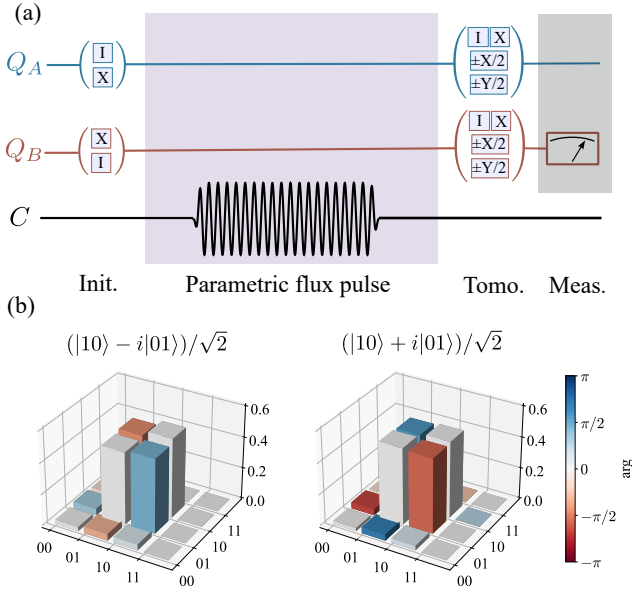 (a)
Q_A
I
X
I X
±X/2
±Y/2
Q_B
X
I
I X
±X/2
±Y/2
C
Init. Parametric flux pulse Tomo. Meas.
(b)
(|10⟩ − i|01⟩)/√2
(|10⟩ + i|01⟩)/√2
0.6
0.4
0.2
0.0
00 01 10 11
00 01 10 11
0.6
0.4
0.2
0.0
00 01 10 11
00 01 10 11
π
π/2
0
−π/2
−π
arg